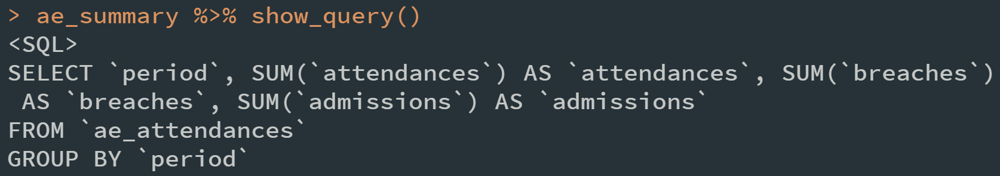 > ae_summary %>% show_query()
<SQL>
SELECT `period`, SUM(`attendances`) AS `attendances`, SUM(`breaches`)
 AS `breaches`, SUM(`admissions`) AS `admissions`
FROM `ae_attendances`
GROUP BY `period`